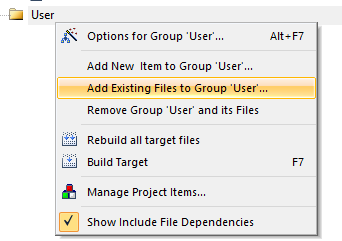 User
Options for Group 'User'... Alt+F7
Add New  Item to Group 'User'...
Add Existing Files to Group 'User'...
Remove Group 'User' and its Files
Rebuild all target files
Build Target F7
Manage Project Items...
Show Include File Dependencies